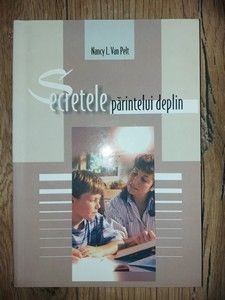 Nancy L. Van Pelt
Secretele părintelui deplin